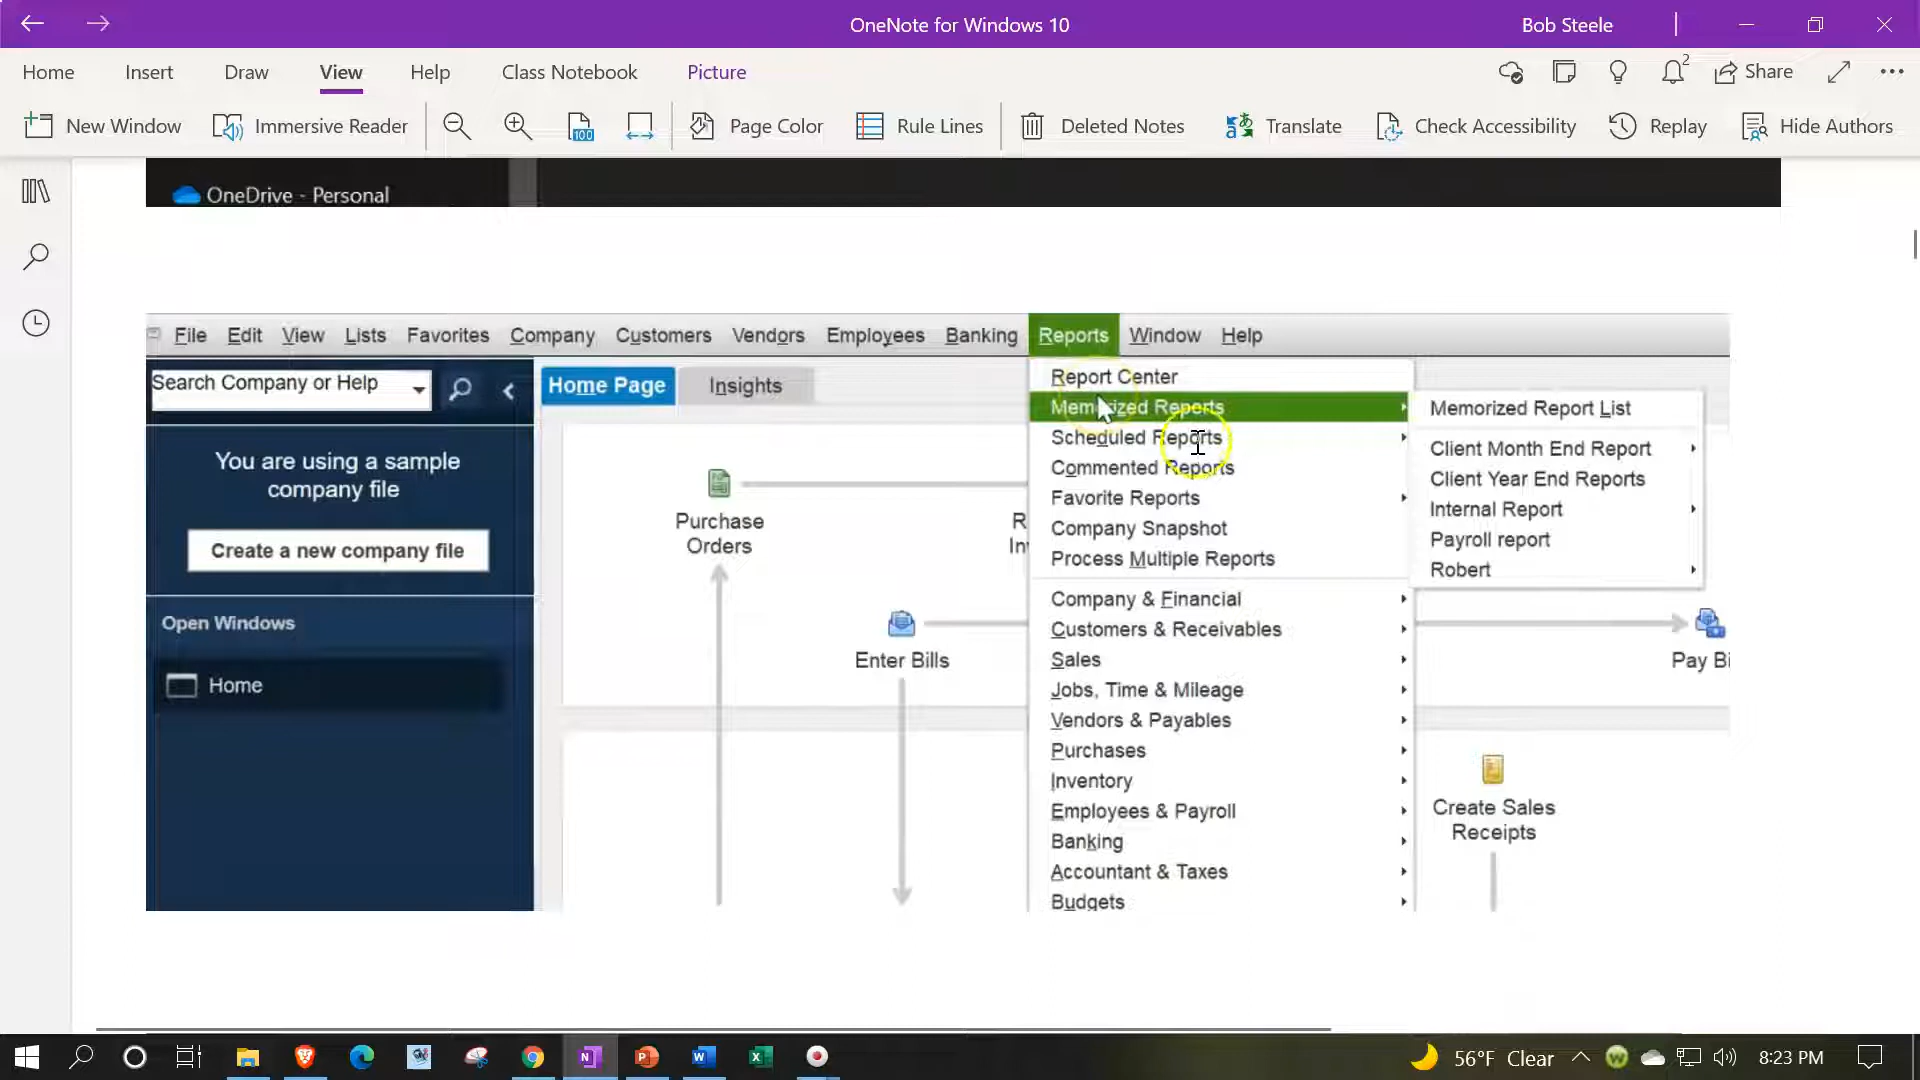 OneNote for Windows 10
Bob Steele
Home Insert Draw View Help Class Notebook Picture
2
Share
New Window Immersive Reader 100 Page Color Rule Lines Deleted Notes Translate Check Accessibility Replay Hide Authors
OneDrive - Personal
File Edit View Lists Favorites Company Customers Vendors Employees Banking Reports Window Help
Search Company or Help
Home Page Insights
You are using a sample
company file
Create a new company file
Open Windows
Home
Purchase
Orders
R
In
Enter Bills
Report Center
Memorized Reports
Scheduled Reports
Commented Reports
Favorite Reports
Company Snapshot
Process Multiple Reports
Company & Financial
Customers & Receivables
Sales
Jobs, Time & Mileage
Vendors & Payables
Purchases
Inventory
Employees & Payroll
Banking
Accountant & Taxes
Budgets
Memorized Report List
Client Month End Report
Client Year End Reports
Internal Report
Payroll report
Robert
Pay Bi
Create Sales
Receipts
56°F Clear
8:23 PM